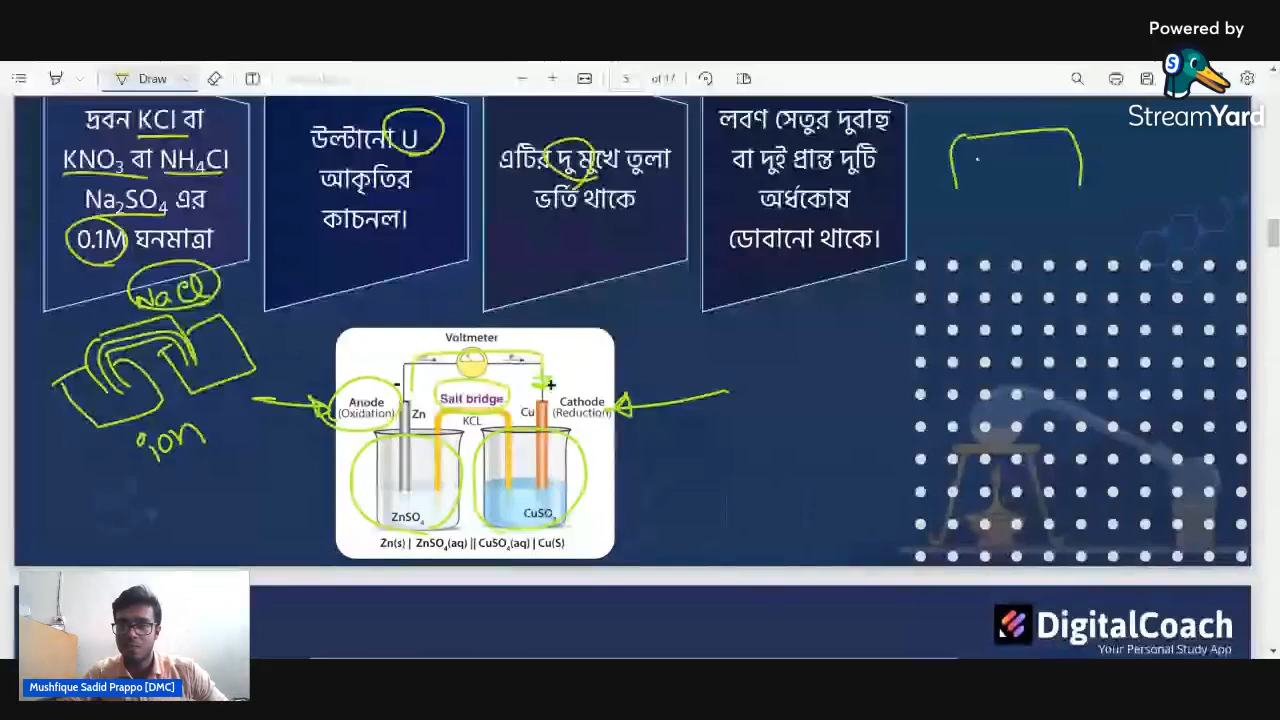 Powered by
StreamYard
Draw
5 of 17
দ্রবন KCl বা
KNO₃ বা NH₄Cl
Na₂SO₄ এর
0.1M ঘনমাত্রা
উল্টানো U
আকৃতির
কাচনল।
এটির দু মুখে তুলা
ভর্তি থাকে
লবণ সেতুর দুবাহু
বা দুই প্রান্ত দুটি
অর্ধকোষ
ডোবানো থাকে।
NaCl
ion
Voltmeter
- +
Anode
(Oxidation)
Zn
Salt bridge
KCL
Cu
Cathode
(Reduction)
ZnSO₄
CuSO₄
Zn(s) | ZnSO₄(aq) || CuSO₄(aq) | Cu(S)
DigitalCoach
Your Personal Study App
Mushfique Sadid Prappo [DMC]